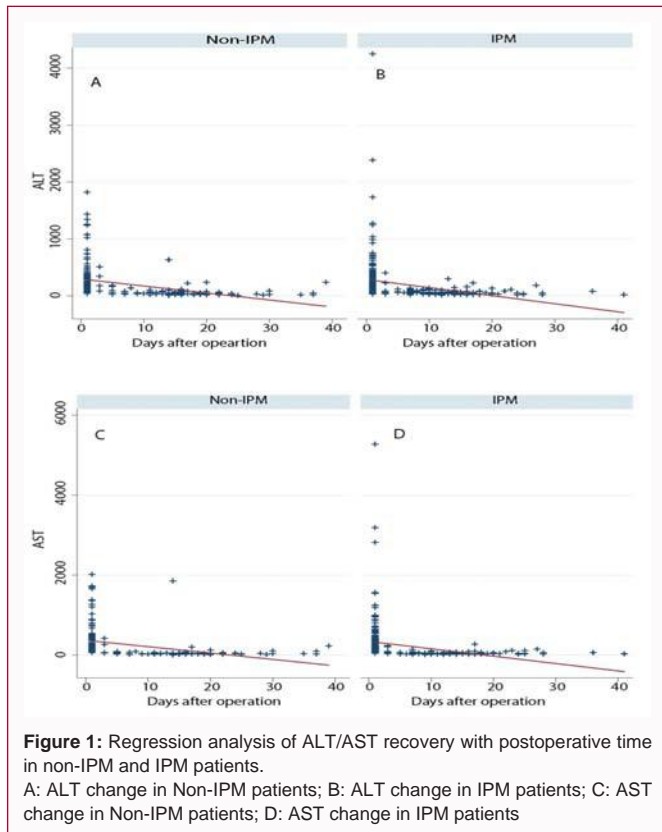 Non-IPM
IPM
A
B
ALT
4000
3000
2000
1000
0
0 10 20 30 40
0 10 20 30 40
Days after opeartion
Days after operation
Non-IPM
IPM
C
D
AST
6000
4000
2000
0
0 10 20 30 40
0 10 20 30 40
Days after operation
Days after operation
Figure 1: Regression analysis of ALT/AST recovery with postoperative time
in non-IPM and IPM patients.
A: ALT change in Non-IPM patients; B: ALT change in IPM patients; C: AST
change in Non-IPM patients; D: AST change in IPM patients